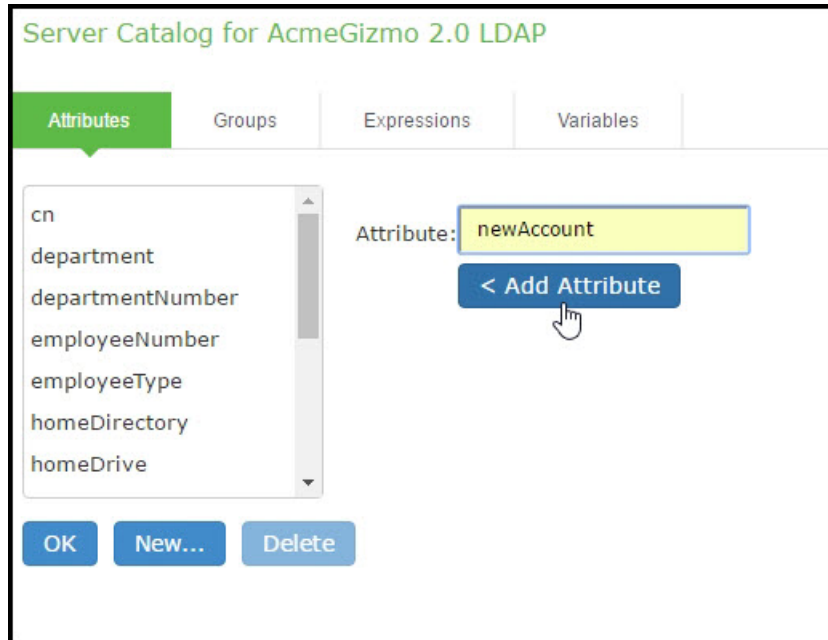 Server Catalog for AcmeGizmo 2.0 LDAP
Attributes Groups Expressions Variables
cn
department
departmentNumber
employeeNumber
employeeType
homeDirectory
homeDrive
Attribute: newAccount
< Add Attribute
OK New... Delete